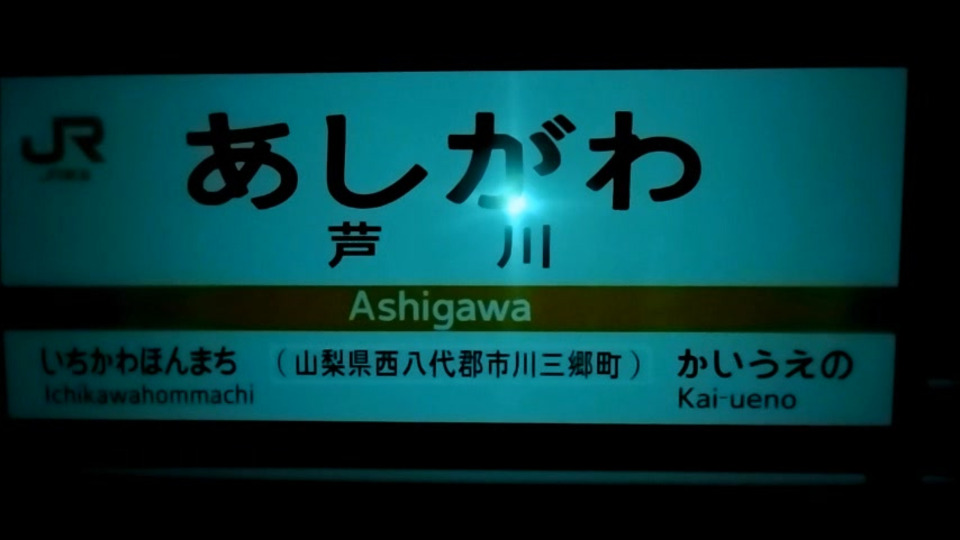 JR
あしがわ
芦川
Ashigawa
いちかわほんまち （山梨県西八代郡市川三郷町） かいうえの
Ichikawahommachi Kai-ueno